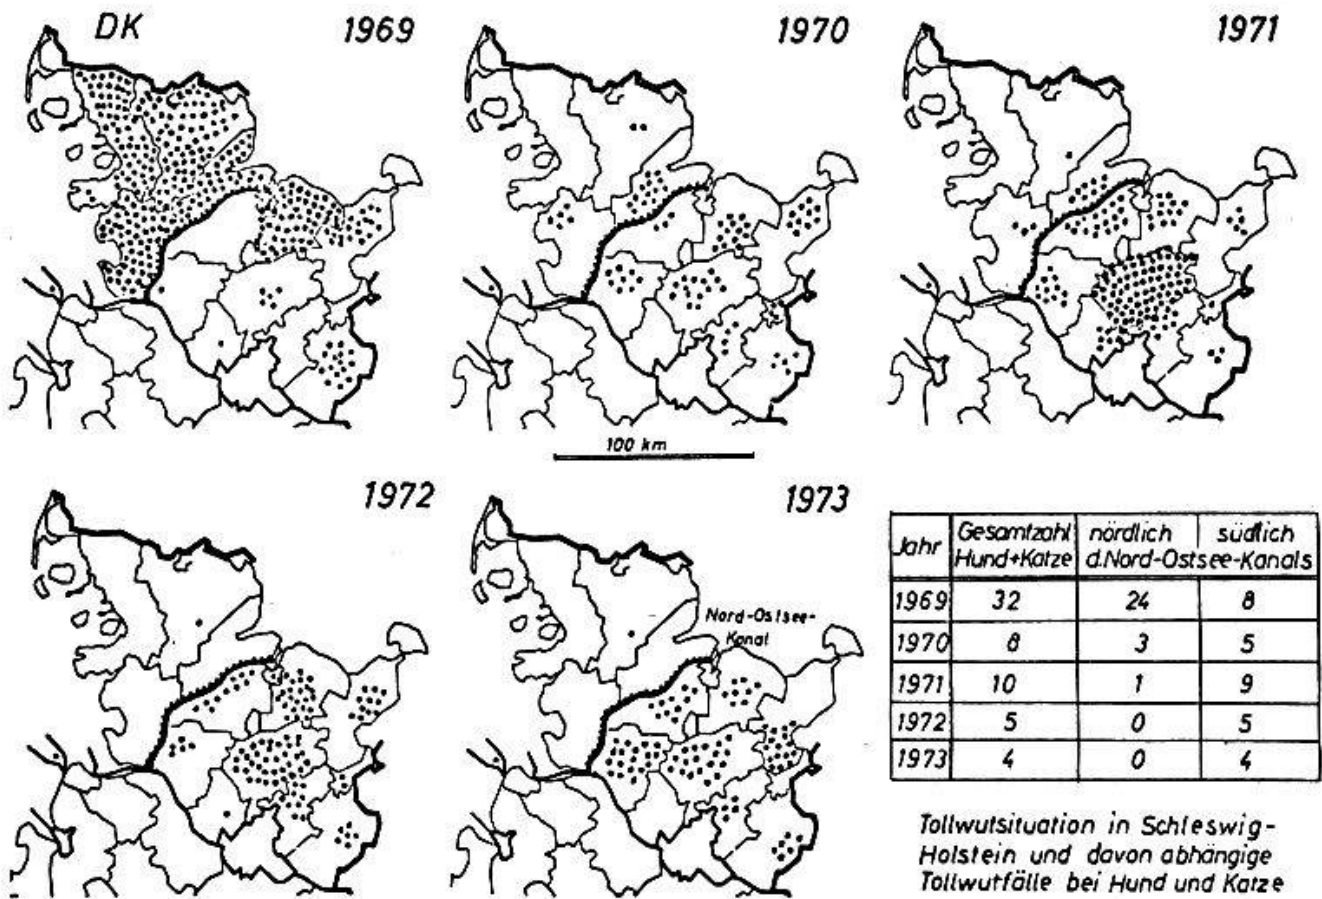 DK
1969
1970
1971
100 km
1972
1973
Nord-Ostsee-
Kanal
Jahr Gesamtzahl Hund+Katze nördlich südlich d.Nord-Ostsee-Kanals
1969 32 24 8
1970 8 3 5
1971 10 1 9
1972 5 0 5
1973 4 0 4
Tollwutsituation in Schleswig-
Holstein und davon abhängige
Tollwutfälle bei Hund und Katze